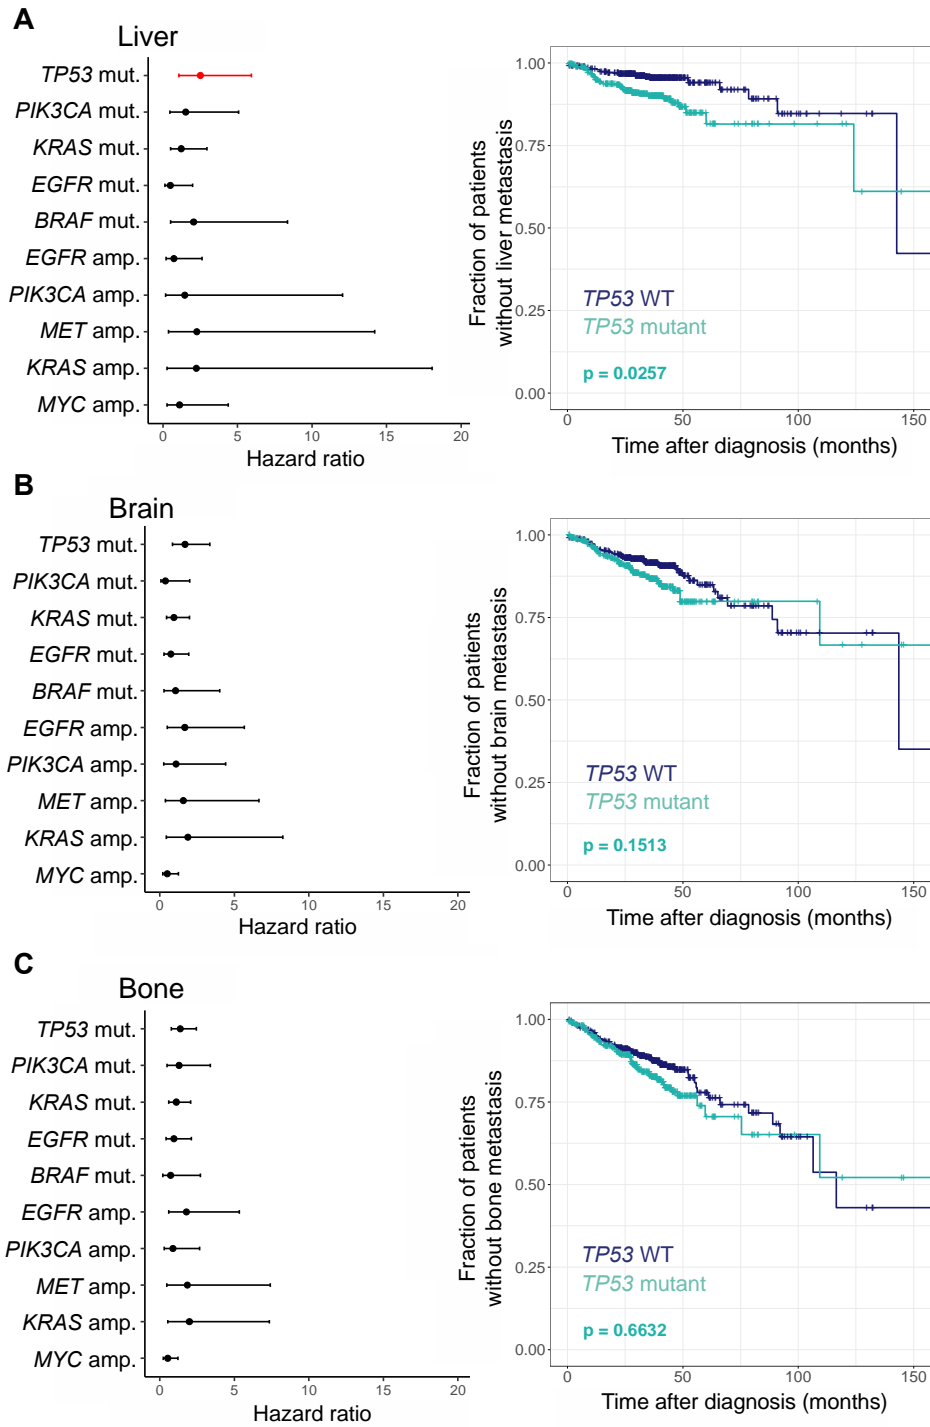 A
Liver
TP53 mut.
PIK3CA mut.
KRAS mut.
EGFR mut.
BRAF mut.
EGFR amp.
PIK3CA amp.
MET amp.
KRAS amp.
MYC amp.
0 5 10 15 20
Hazard ratio
Fraction of patients
without liver metastasis
1.00
0.75
0.50
0.25
0.00
TP53 WT
TP53 mutant
p = 0.0257
0 50 100 150
Time after diagnosis (months)
B
Brain
TP53 mut.
PIK3CA mut.
KRAS mut.
EGFR mut.
BRAF mut.
EGFR amp.
PIK3CA amp.
MET amp.
KRAS amp.
MYC amp.
0 5 10 15 20
Hazard ratio
Fraction of patients
without brain metastasis
1.00
0.75
0.50
0.25
0.00
TP53 WT
TP53 mutant
p = 0.1513
0 50 100 150
Time after diagnosis (months)
C
Bone
TP53 mut.
PIK3CA mut.
KRAS mut.
EGFR mut.
BRAF mut.
EGFR amp.
PIK3CA amp.
MET amp.
KRAS amp.
MYC amp.
0 5 10 15 20
Hazard ratio
Fraction of patients
without bone metastasis
1.00
0.75
0.50
0.25
0.00
TP53 WT
TP53 mutant
p = 0.6632
0 50 100 150
Time after diagnosis (months)